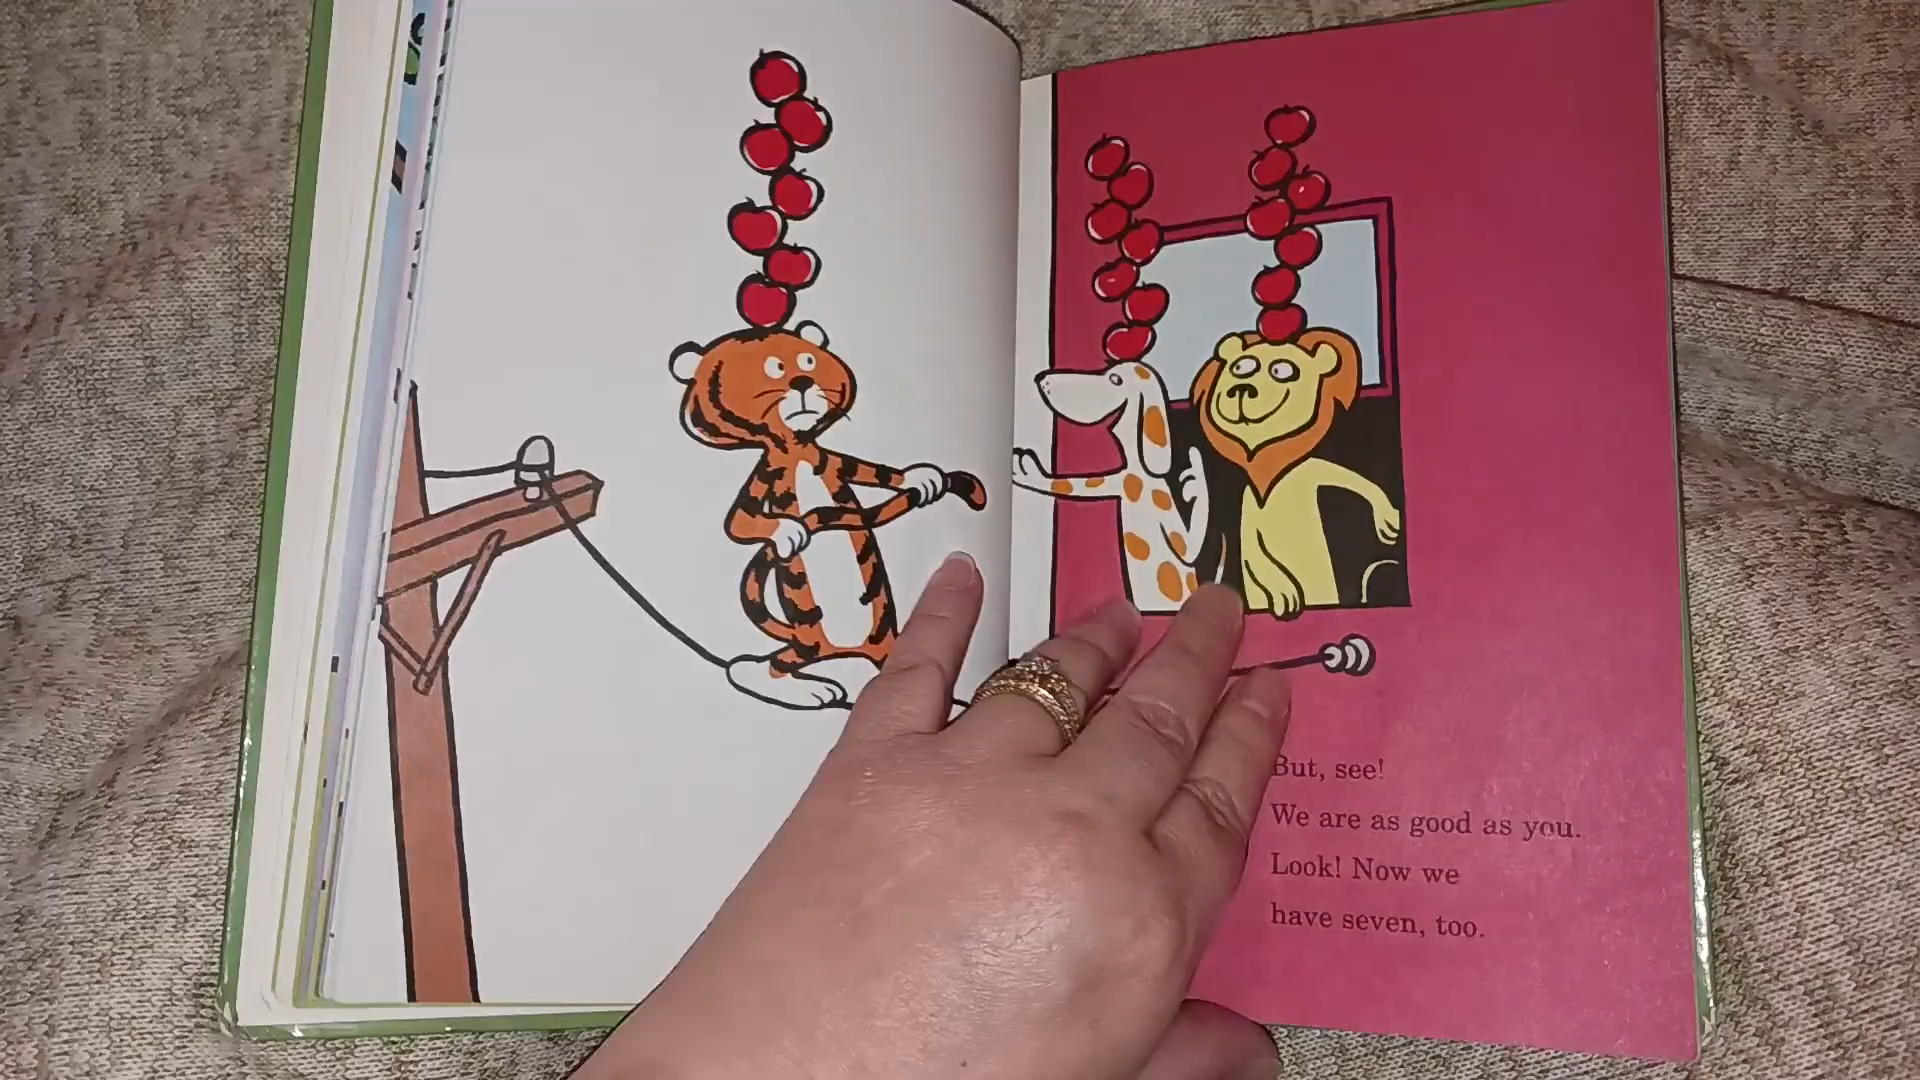 But, see!
We are as good as you.
Look! Now we
have seven, too.